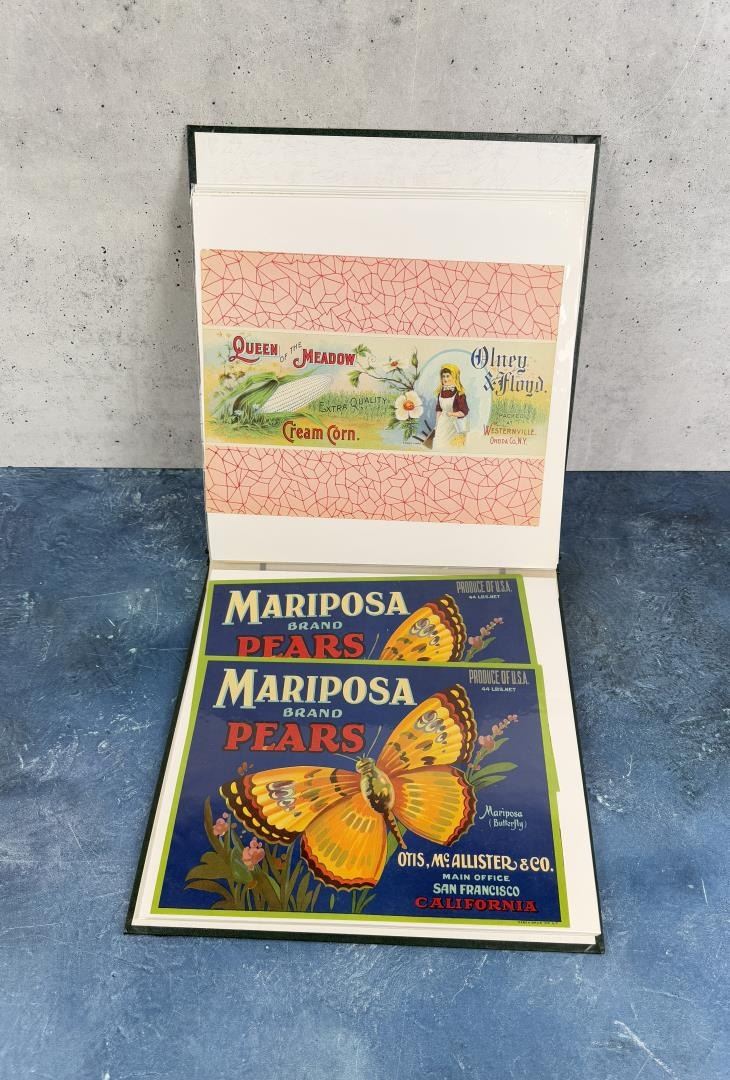 QUEEN OF THE MEADOW
EXTRA QUALITY
CREAM CORN.
Olney
& Floyd.
PACKED
AT
WESTERNVILLE.
ONEIDA CO. N.Y.
MARIPOSA
BRAND
PEARS
PRODUCE OF U.S.A.
44 LBS. NET
MARIPOSA
BRAND
PEARS
PRODUCE OF U.S.A.
44 LBS. NET
Mariposa
(Butterfly)
OTIS, McALLISTER & CO.
MAIN OFFICE
SAN FRANCISCO
CALIFORNIA